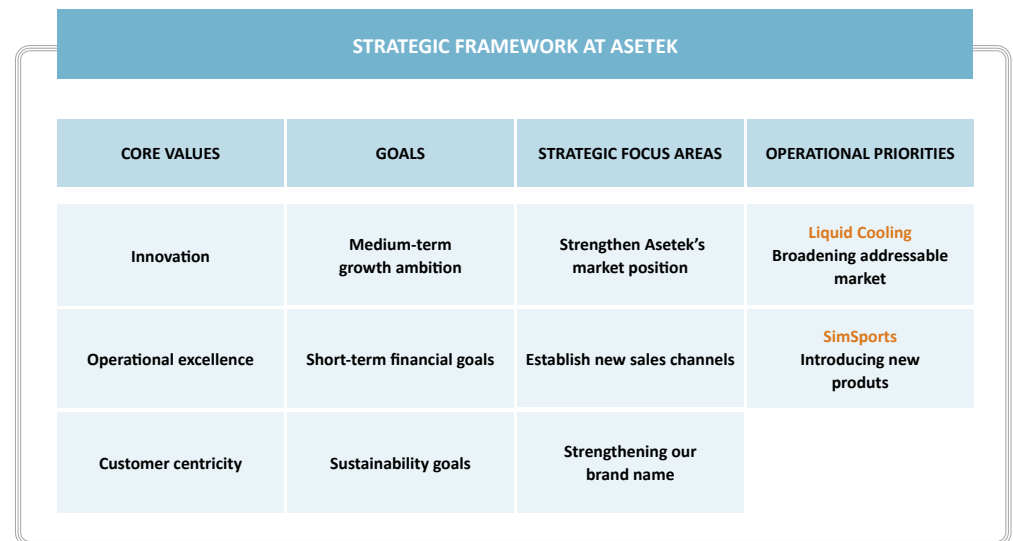 STRATEGIC FRAMEWORK AT ASETEK
CORE VALUES
GOALS
STRATEGIC FOCUS AREAS
OPERATIONAL PRIORITIES
Innovation
Medium-term
growth ambition
Strengthen Asetek’s
market position
Liquid Cooling
Broadening addressable
market
Operational excellence
Short-term financial goals
Establish new sales channels
SimSports
Introducing new
produts
Customer centricity
Sustainability goals
Strengthening our
brand name